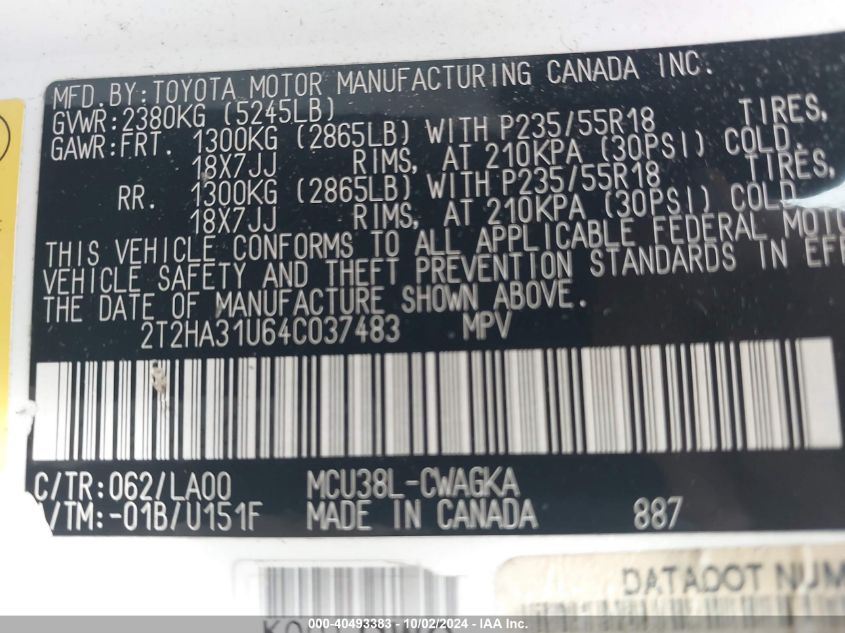 MFD. BY: TOYOTA MOTOR MANUFACTURING CANADA INC.
GVWR: 2380KG (5245LB)
GAWR: FRT. 1300KG (2865LB) WITH P235/55R18 TIRES,
18X7JJ RIMS, AT 210KPA (30PSI) COLD.
RR. 1300KG (2865LB) WITH P235/55R18 TIRES,
18X7JJ RIMS, AT 210KPA (30PSI) COLD.
THIS VEHICLE CONFORMS TO ALL APPLICABLE FEDERAL MOTO
VEHICLE SAFETY AND THEFT PREVENTION STANDARDS IN EFF
THE DATE OF MANUFACTURE SHOWN ABOVE.
2T2HA31U64C037483 MPV
C/TR: 062/LA00 MCU38L-CWAGKA
/TM: -01B/U151F MADE IN CANADA 887
DATADOT NUM
000-40493383 - 10/02/2024 - IAAI - Copyright IAA, LLC.